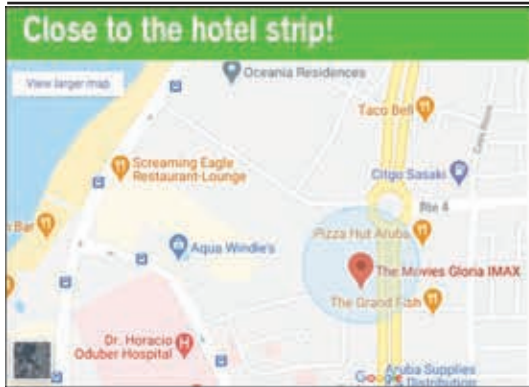 Close to the hotel strip!
View larger map
Oceania Residences
Taco Bell
Screaming Eagle
Restaurant-Lounge
Citgo Sasaki
Rte 4
Bar
Pizza Hut Aruba
Aqua Windie's
The Movies Gloria IMAX
The Grand Fish
Dr. Horacio
Oduber Hospital
H
Aruba Supplies
Google
Distribution